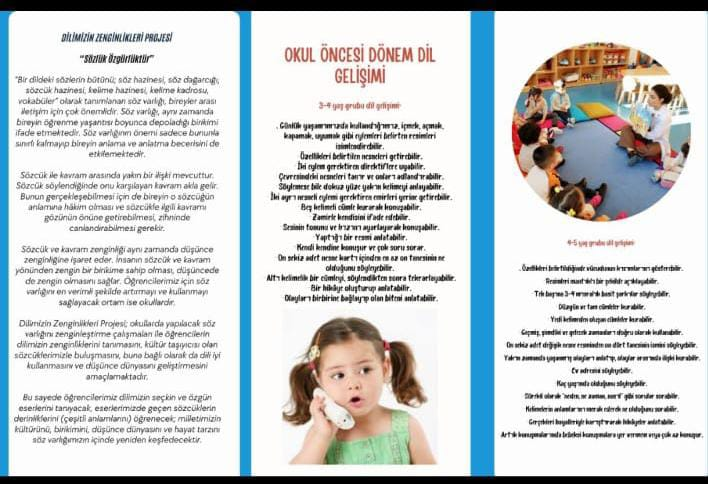 DİLİMİZİN ZENGİNLİKLERİ PROJESİ
“Sözlük Özgürlüktür”
“Bir dildeki sözlerin bütünü; söz hazinesi, söz dağarcığı,
sözcük hazinesi, kelime hazinesi, kelime kadrosu,
vokabüler” olarak tanımlanan söz varlığı, bireyler arası
iletişim için çok önemlidir. Söz varlığı, aynı zamanda
bireyin öğrenme yaşantısı boyunca depoladığı birikimi
ifade etmektedir. Söz varlığının önemi sadece bununla
sınırlı kalmayıp bireyin anlama ve anlatma becerisini de
etkilemektedir.
Sözcük ile kavram arasında yakın bir ilişki mevcuttur.
Sözcük söylendiğinde onu karşılayan kavram akla gelir.
Bunun gerçekleşebilmesi için de bireyin o sözcüğün
anlamına hâkim olması ve sözcükle ilgili kavramı
gözünün önüne getirebilmesi, zihninde
canlandırabilmesi gerekir.
Sözcük ve kavram zenginliği aynı zamanda düşünce
zenginliğine işaret eder. İnsanın sözcük ve kavram
yönünden zengin bir birikime sahip olması, düşüncede
de zengin olmasını sağlar. Öğrencilerimiz için söz
varlığını en verimli şekilde artırmayı ve kullanmayı
sağlayacak ortam ise okullardır.
Dilimizin Zenginlikleri Projesi; okullarda yapılacak söz
varlığını zenginleştirme çalışmaları ile öğrencilerin
dilimizin zenginliklerini tanımasını, kültür taşıyıcısı olan
sözcüklerimizle buluşmasını, buna bağlı olarak da dili iyi
kullanmasını ve düşünce dünyasını geliştirmesini
amaçlamaktadır.
Bu sayede öğrencilerimiz dilimizin seçkin ve özgün
eserlerini tanıyacak, eserlerimizde geçen sözcüklerin
derinliklerini (çeşitli anlamlarını) öğrenecek; milletimizin
kültürünü, birikimini, düşünce dünyasını ve hayat tarzını
söz varlığımızın içinde yeniden keşfedecektir.
OKUL ÖNCESİ DÖNEM DİL
GELİŞİMİ
3-4 yaş grubu dil gelişimi:
. Günlük yaşamımızda kullandığımız, içmek, açmak,
kapamak, uyumak gibi eylemleri belirten resimleri
isimlendirebilir.
Özellikleri belirtilen nesneleri getirebilir.
İki eylem gerektiren direktiflere uyabilir.
Çevresindeki nesneleri tanır ve onları adlandırabilir.
Söylemese bile dokuz yüze yakın kelimeyi anlayabilir.
İki ayrı nesneli eylemi gerektiren emirleri yerine getirebilir.
Beş kelimeli cümle kurarak konuşabilir.
Zamirle kendisini ifade edebilir.
Sesinin tonunu ve hızını ayarlayarak konuşabilir.
Yaptığı bir resmi anlatabilir.
Kendi kendine konuşur ve çok soru sorar.
On sekiz adet nesne kartı içinden en az on tanesinin ne
olduğunu söyleyebilir.
Altı kelimelik bir cümleyi, söylendikten sonra tekrarlayabilir.
Bir hikâye oluşturup anlatabilir.
Olayları birbirine bağlayıp olan biteni anlatabilir.
4-5 yaş grubu dil gelişimi:
. Özellikleri belirtildiğinde vücudunun kısımlarını gösterebilir.
Resimleri mantıklı bir şekilde açıklayabilir.
Tek başına 3-4 mısralık basit şarkılar söyleyebilir.
Düzgün ve tam cümleler kurabilir.
Yedi kelimeden oluşan cümleler kurabilir.
Geçmiş, şimdiki ve gelecek zamanları doğru olarak kullanabilir.
On sekiz adet değişik nesne resminden on dört tanesinin ismini söyleyebilir.
Yakın zamanda yaşanmış olayları anlatıp, olaylar arasında ilişki kurabilir.
Ev adresini söyleyebilir.
Kaç yaşında olduğunu söyleyebilir.
Sürekli olarak "neden, ne zaman, nasıl" gibi sorular sorabilir.
Kelimelerin anlamlarını merak ederek ne olduğunu sorabilir.
Gerçekleri hayalleriyle karıştırarak hikâyeler anlatabilir.
Artık konuşmalarında bebeksi konuşmalara yer vermez veya çok az konuşur.